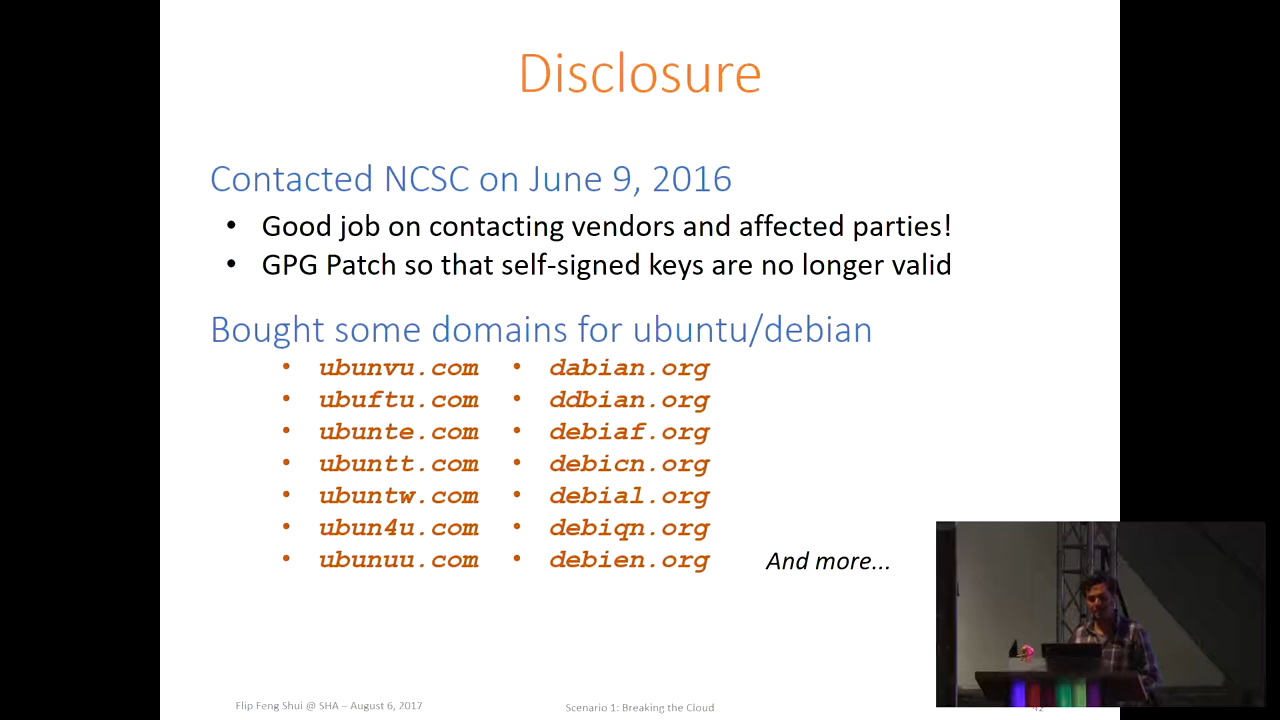 Disclosure
Contacted NCSC on June 9, 2016
• Good job on contacting vendors and affected parties!
• GPG Patch so that self-signed keys are no longer valid
Bought some domains for ubuntu/debian
• ubunvu.com • dabian.org
• ubuftu.com • ddbian.org
• ubunte.com • debiaf.org
• ubuntt.com • debicn.org
• ubuntw.com • debial.org
• ubun4u.com • debiqn.org
• ubunuu.com • debien.org
And more...
Flip Feng Shui @ SHA – August 6, 2017
Scenario 1: Breaking the Cloud